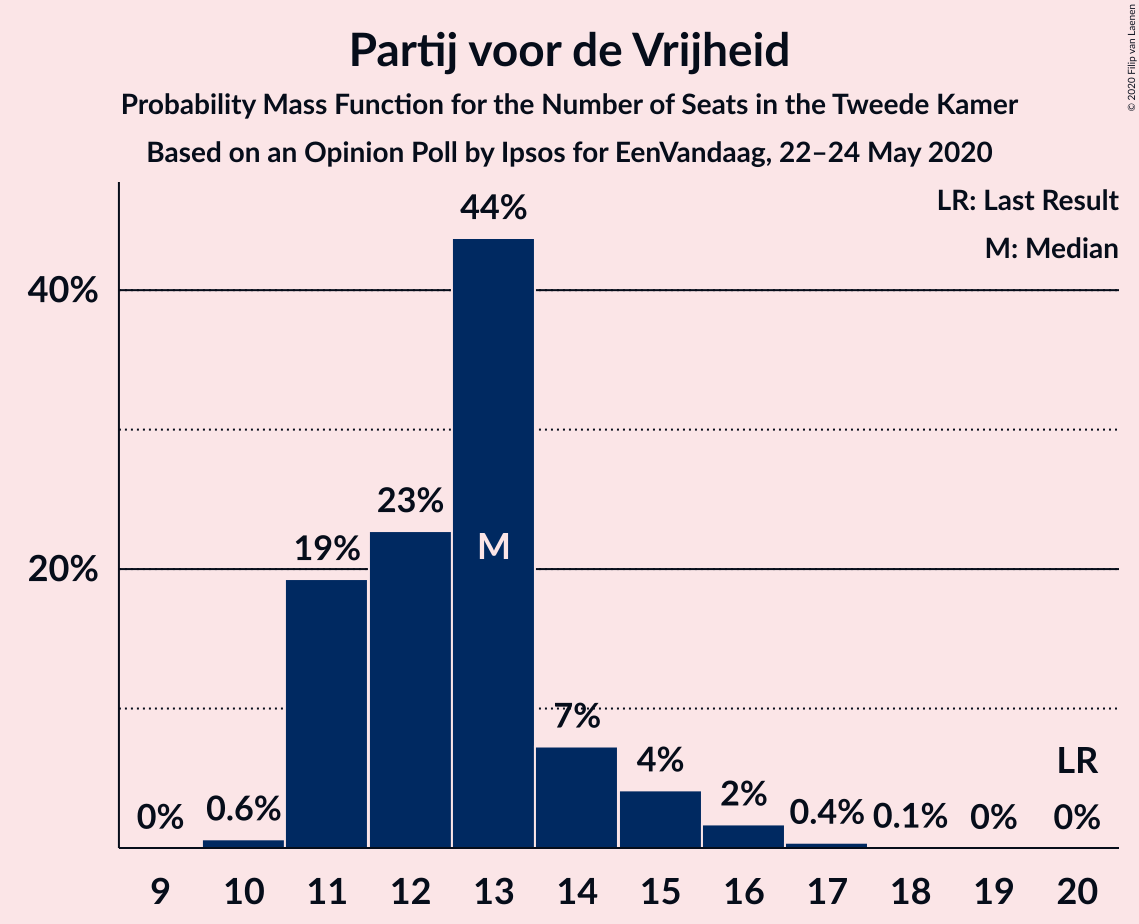 Partij voor de Vrijheid
Probability Mass Function for the Number of Seats in the Tweede Kamer
Based on an Opinion Poll by Ipsos for EenVandaag, 22–24 May 2020
© 2020 Filip van Laenen
LR: Last Result
M: Median
44%
40%
23%
19%
M
20%
7%
4%
LR
2%
0%
0.6%
0.4%
0.1%
0%
0%
9 10 11 12 13 14 15 16 17 18 19 20